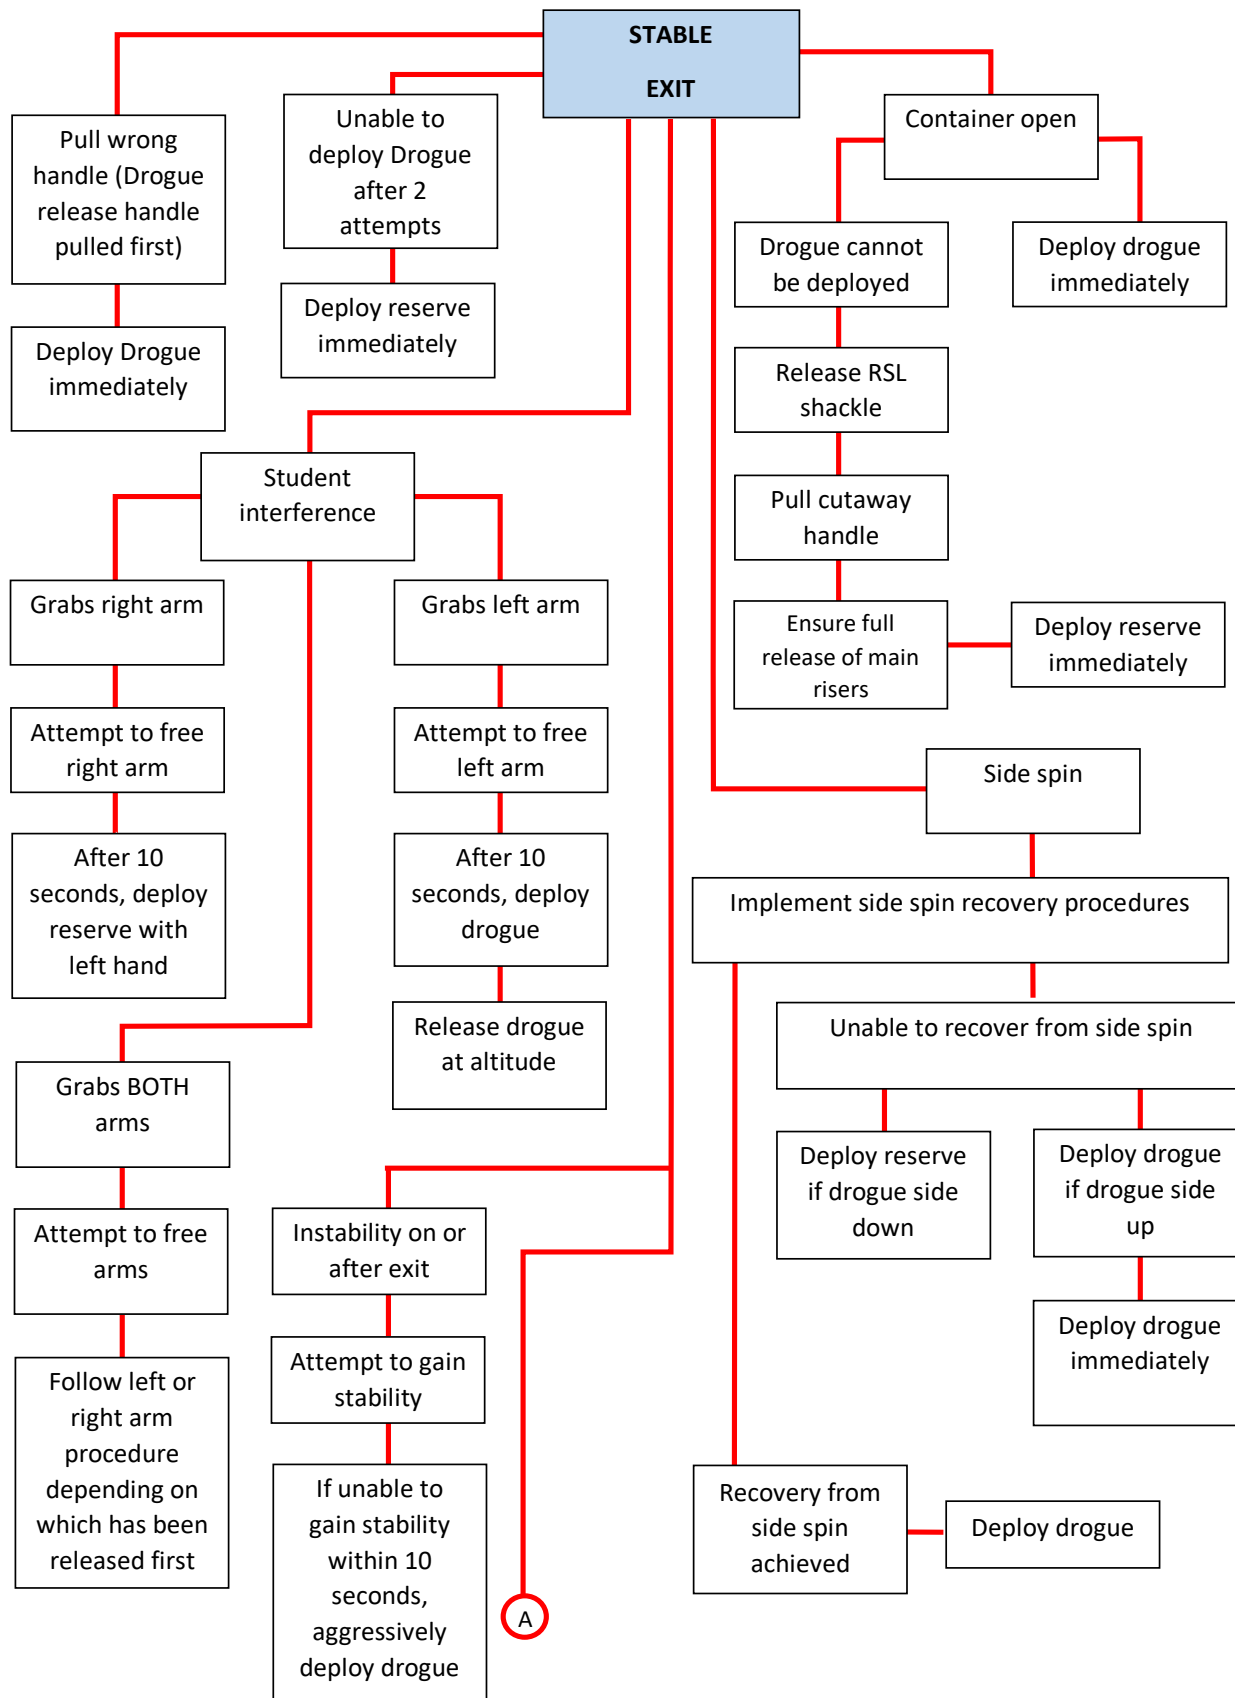 STABLE
EXIT
Pull wrong
handle (Drogue
release handle
pulled first)
Deploy Drogue
immediately
Unable to
deploy Drogue
after 2
attempts
Deploy reserve
immediately
Container open
Drogue cannot
be deployed
Deploy drogue
immediately
Release RSL
shackle
Pull cutaway
handle
Ensure full
release of main
risers
Deploy reserve
immediately
Student
interference
Grabs right arm
Attempt to free
right arm
After 10
seconds, deploy
reserve with
left hand
Grabs left arm
Attempt to free
left arm
After 10
seconds, deploy
drogue
Release drogue
at altitude
Grabs BOTH
arms
Attempt to free
arms
Follow left or
right arm
procedure
depending on
which has been
released first
Instability on or
after exit
Attempt to gain
stability
If unable to
gain stability
within 10
seconds,
aggressively
deploy drogue
A
Side spin
Implement side spin recovery procedures
Unable to recover from side spin
Deploy reserve
if drogue side
down
Deploy drogue
if drogue side
up
Deploy drogue
immediately
Recovery from
side spin
achieved
Deploy drogue